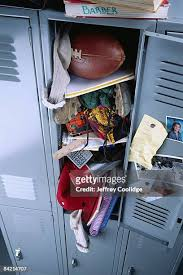 BARBER
gettyimages
Credit: Jeffrey Coolidge
84214707